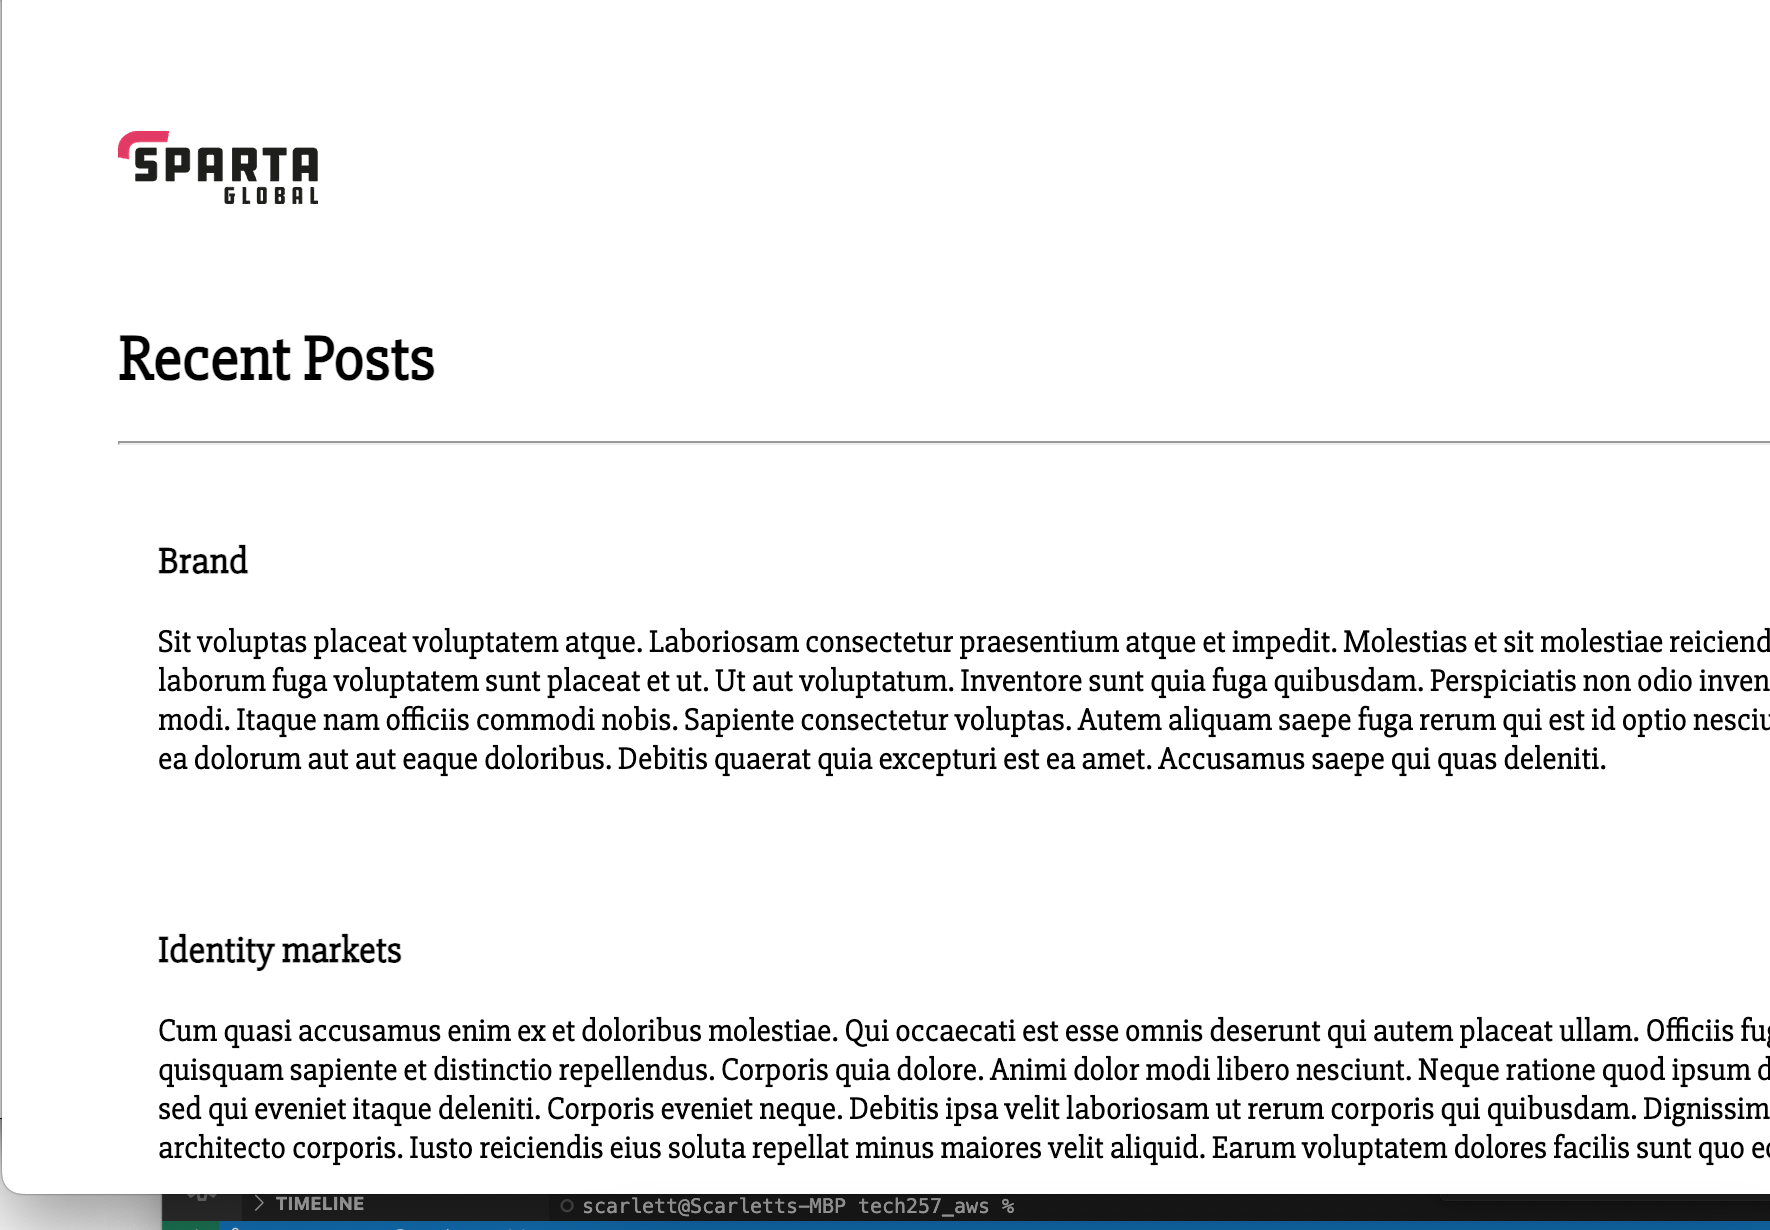 SPARTA
GLOBAL
Recent Posts
Brand
Sit voluptas placeat voluptatem atque. Laboriosam consectetur praesentium atque et impedit. Molestias et sit molestiae reiciend
laborum fuga voluptatem sunt placeat et ut. Ut aut voluptatum. Inventore sunt quia fuga quibusdam. Perspiciatis non odio inven
modi. Itaque nam officiis commodi nobis. Sapiente consectetur voluptas. Autem aliquam saepe fuga rerum qui est id optio nesciu
ea dolorum aut aut eaque doloribus. Debitis quaerat quia excepturi est ea amet. Accusamus saepe qui quas deleniti.
Identity markets
Cum quasi accusamus enim ex et doloribus molestiae. Qui occaecati est esse omnis deserunt qui autem placeat ullam. Officiis fug
quisquam sapiente et distinctio repellendus. Corporis quia dolore. Animi dolor modi libero nesciunt. Neque ratione quod ipsum d
sed qui eveniet itaque deleniti. Corporis eveniet neque. Debitis ipsa velit laboriosam ut rerum corporis qui quibusdam. Dignissim
architecto corporis. Iusto reiciendis eius soluta repellat minus maiores velit aliquid. Earum voluptatem dolores facilis sunt quo
TIMELINE
scarlett@Scarletts-MBP tech257_aws %